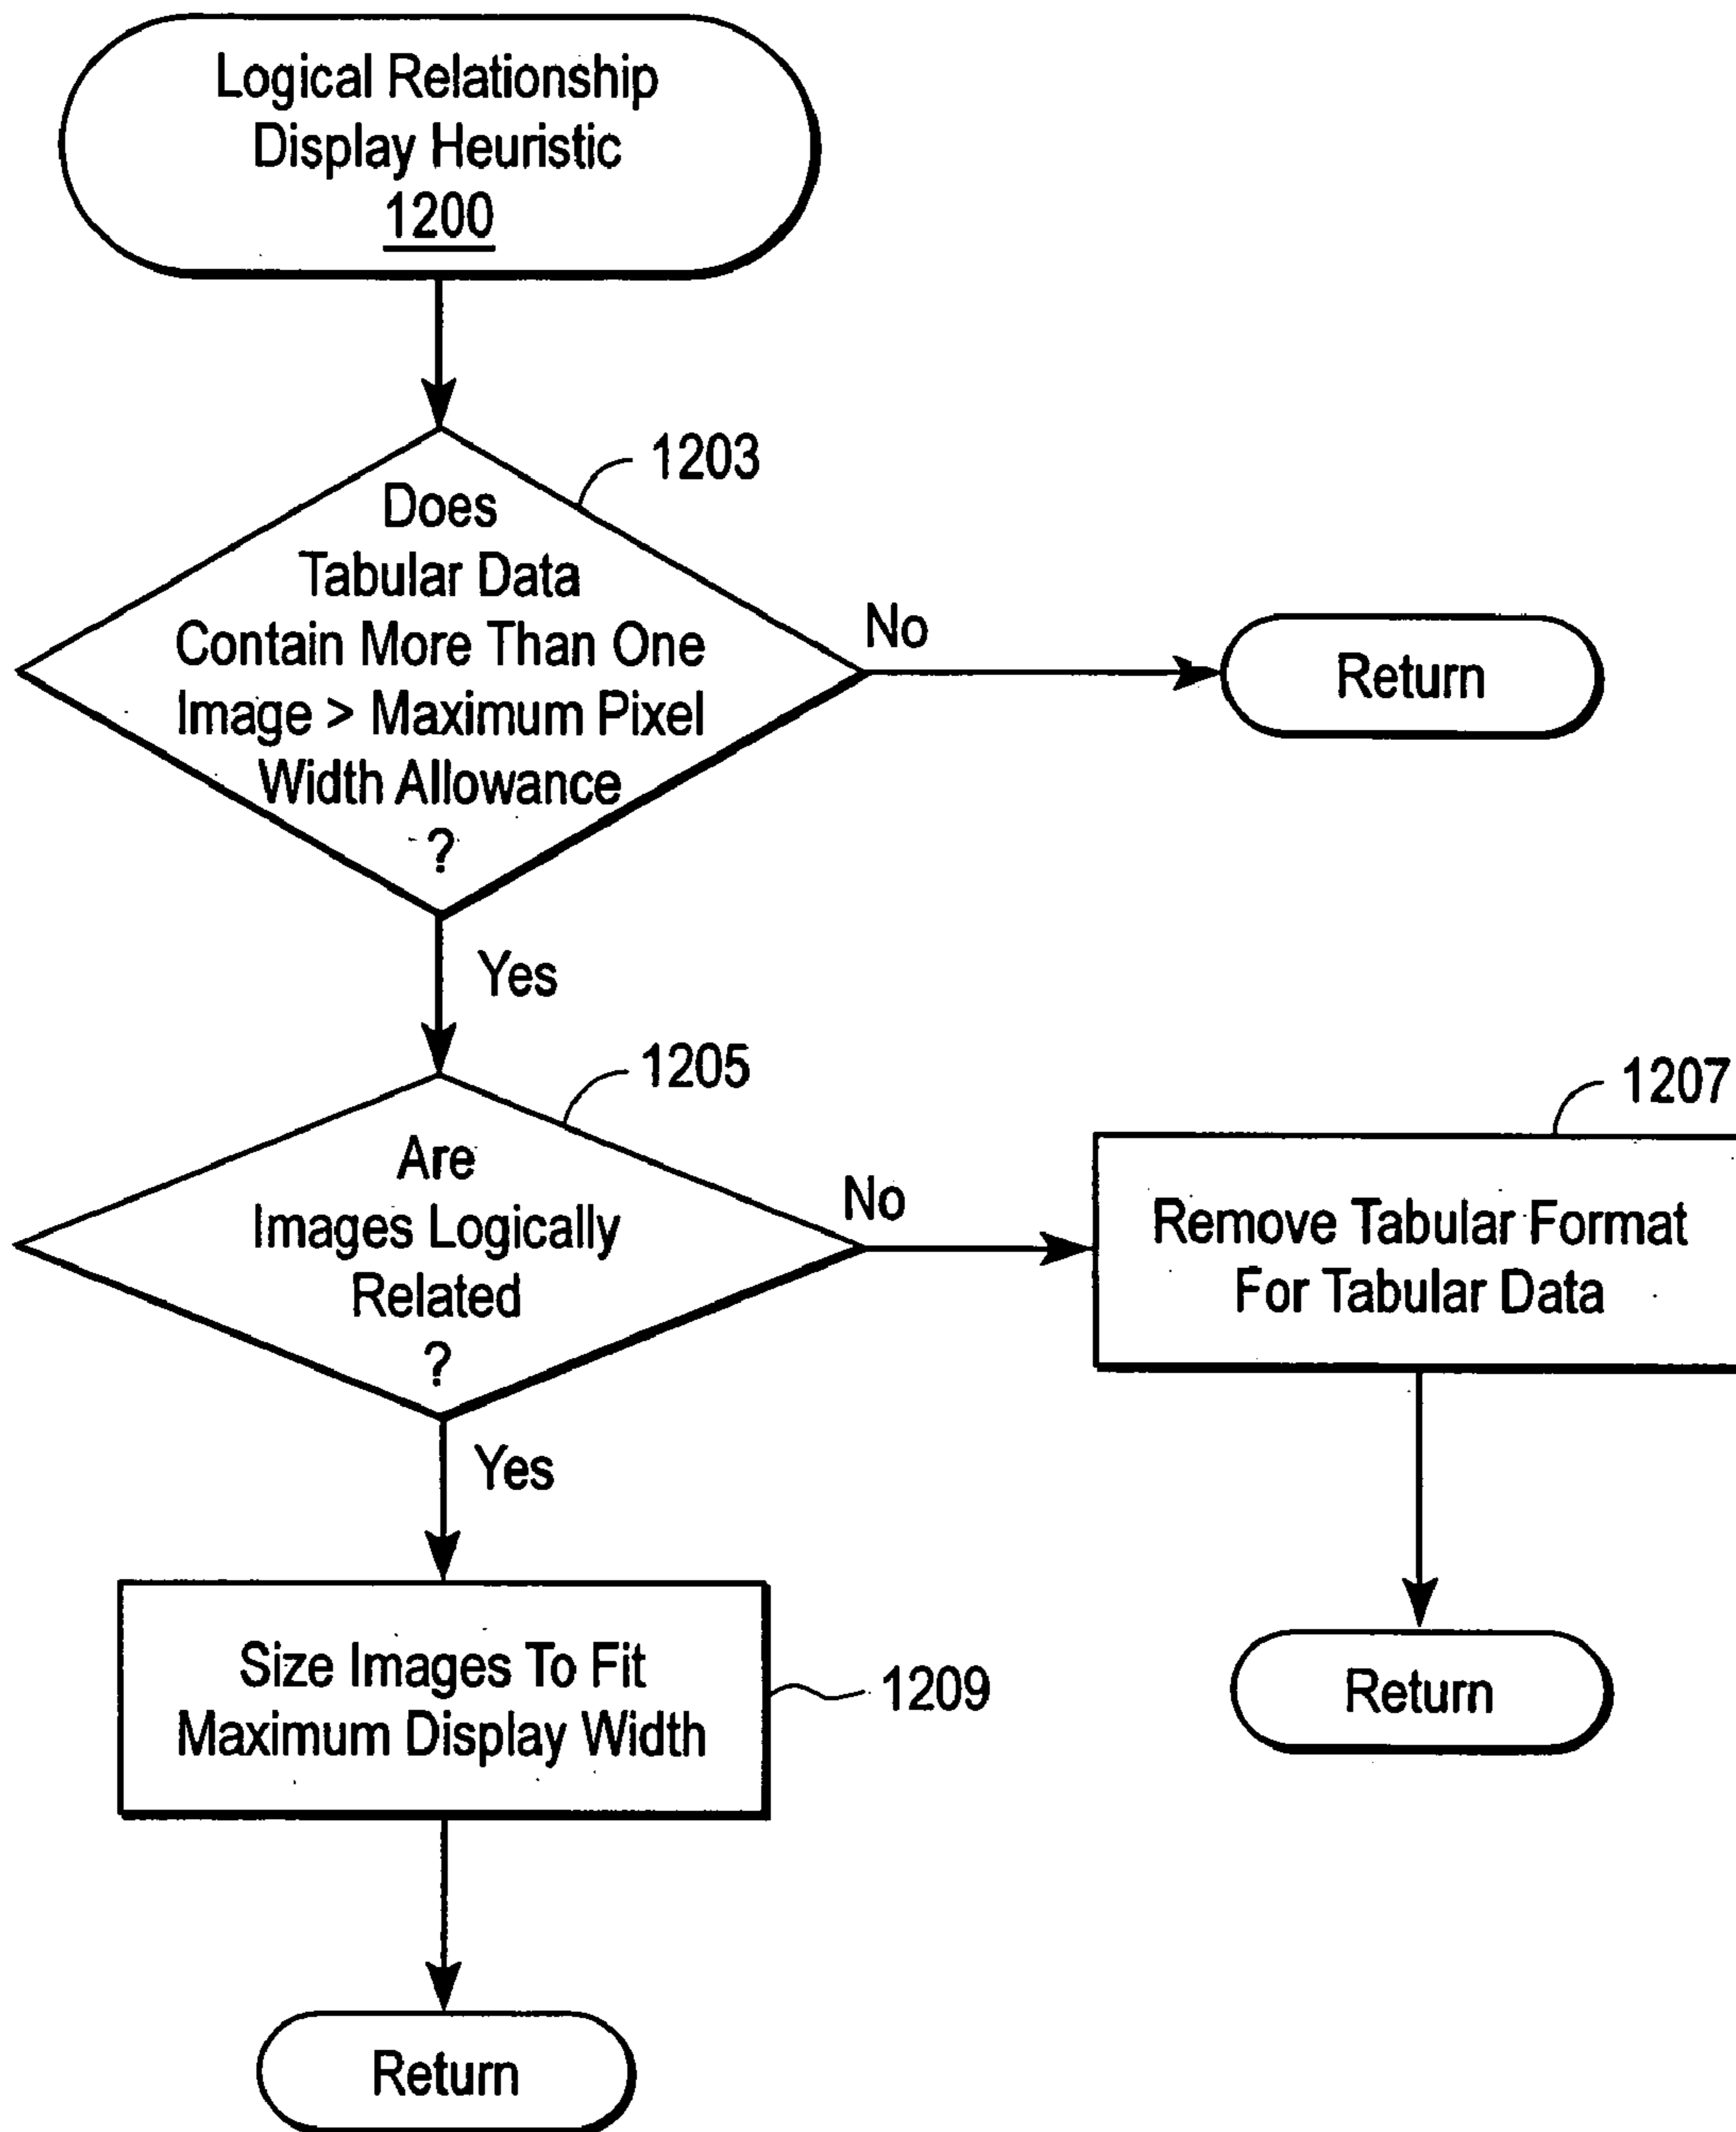 Logical Relationship
Display Heuristic
1200
1203
Does
Tabular Data
Contain More Than One
Image > Maximum Pixel
Width Allowance
?
No
Return
Yes
1205
Are
Images Logically
Related
?
No
1207
Remove Tabular Format
For Tabular Data
Return
Yes
Size Images To Fit
Maximum Display Width
1209
Return